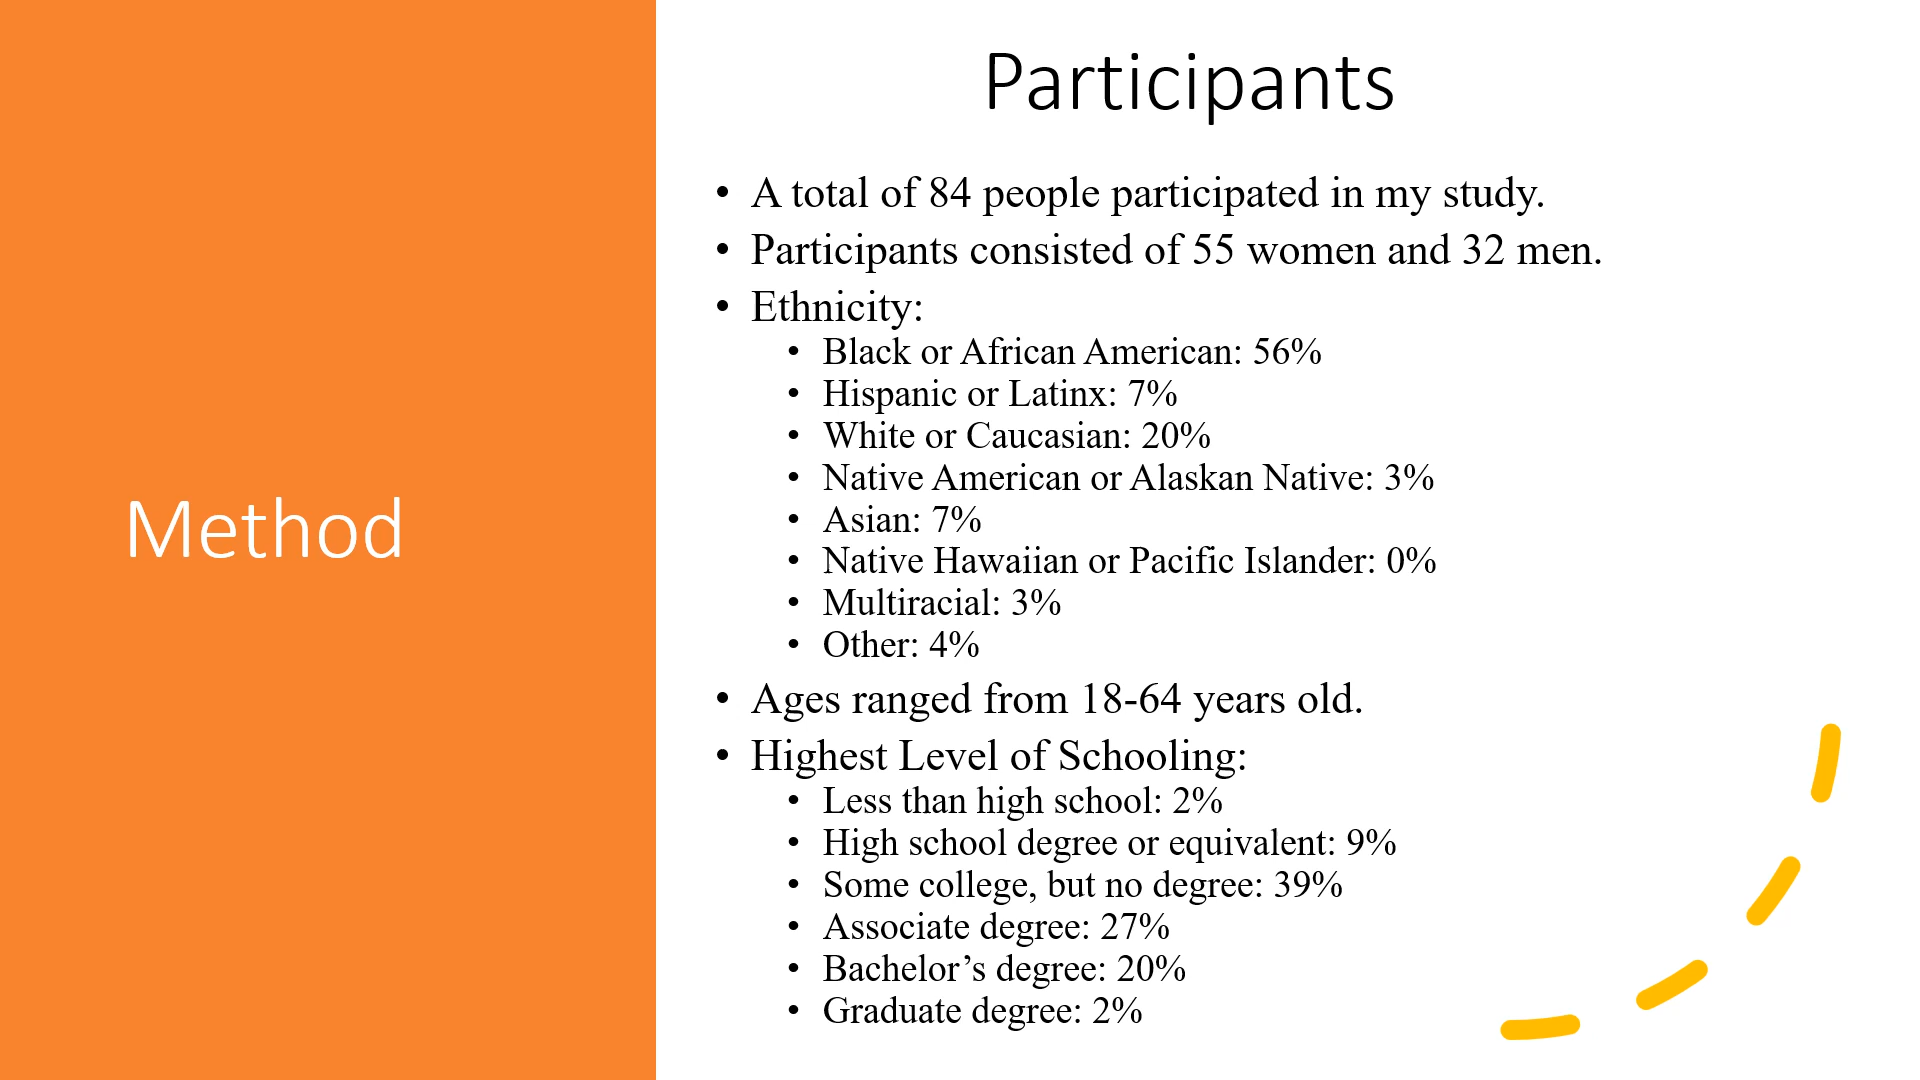 Method
Participants
• A total of 84 people participated in my study.
• Participants consisted of 55 women and 32 men.
• Ethnicity:
• Black or African American: 56%
• Hispanic or Latinx: 7%
• White or Caucasian: 20%
• Native American or Alaskan Native: 3%
• Asian: 7%
• Native Hawaiian or Pacific Islander: 0%
• Multiracial: 3%
• Other: 4%
• Ages ranged from 18-64 years old.
• Highest Level of Schooling:
• Less than high school: 2%
• High school degree or equivalent: 9%
• Some college, but no degree: 39%
• Associate degree: 27%
• Bachelor’s degree: 20%
• Graduate degree: 2%